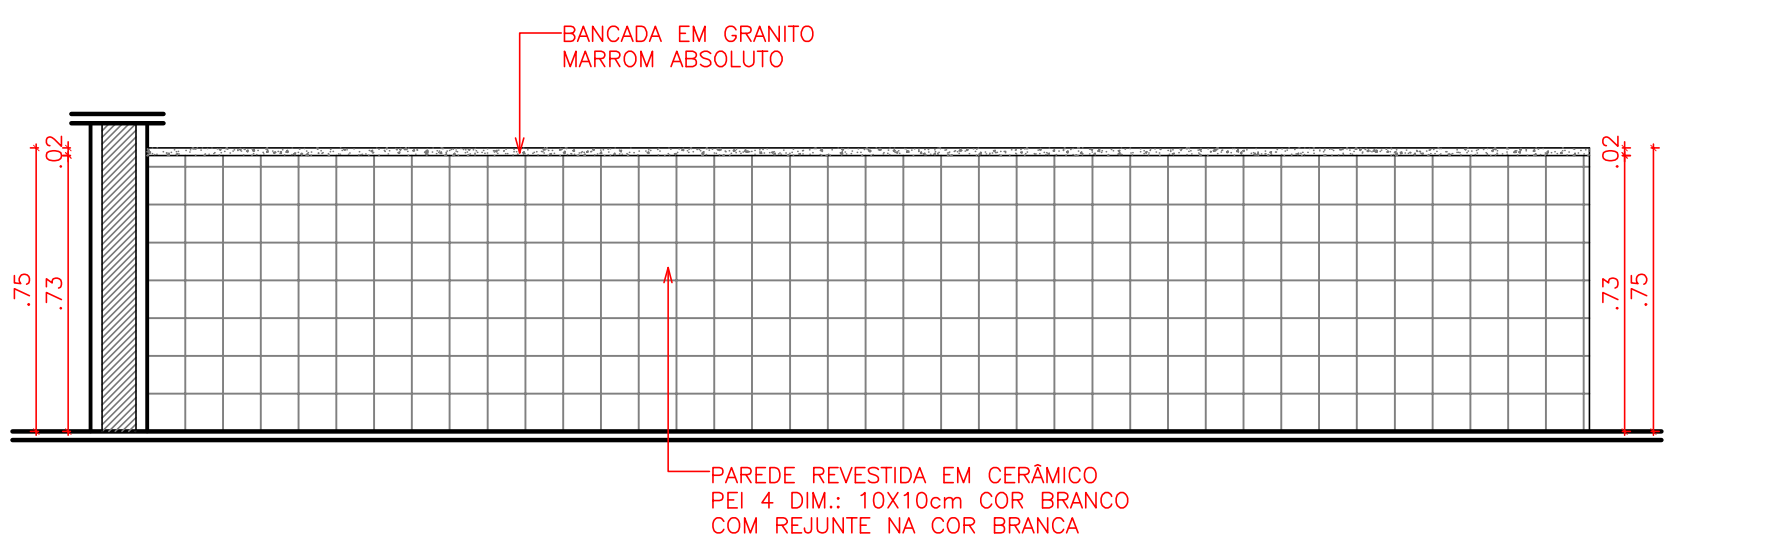 BANCADA EM GRANITO
MARROM ABSOLUTO
.02
.02
.75
.73
.73
.75
PAREDE REVESTIDA EM CERÂMICO
PEI 4 DIM.: 10X10cm COR BRANCO
COM REJUNTE NA COR BRANCA